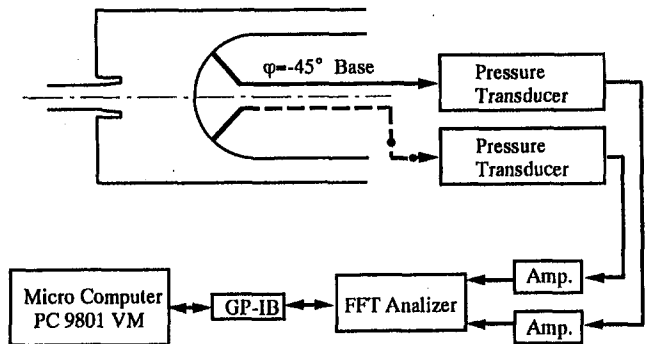 φ=-45° Base
Pressure
Transducer
Pressure
Transducer
Amp.
Micro Computer
PC 9801 VM
GP-IB
FFT Analizer
Amp.